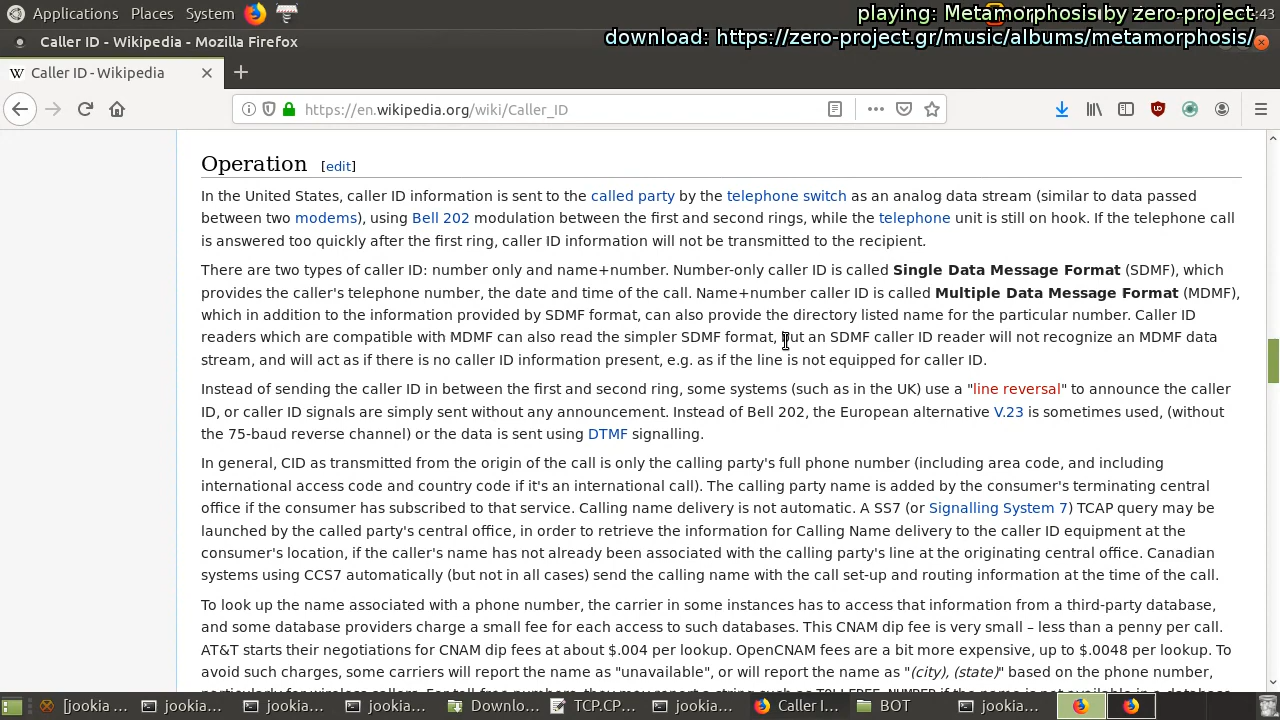 Applications Places System
playing: Metamorphosis by zero-project
:43
Caller ID - Wikipedia - Mozilla Firefox
download: https://zero-project.gr/music/albums/metamorphosis/
W Caller ID - Wikipedia
https://en.wikipedia.org/wiki/Caller_ID
Operation [edit]
In the United States, caller ID information is sent to the called party by the telephone switch as an analog data stream (similar to data passed
between two modems), using Bell 202 modulation between the first and second rings, while the telephone unit is still on hook. If the telephone call
is answered too quickly after the first ring, caller ID information will not be transmitted to the recipient.
There are two types of caller ID: number only and name+number. Number-only caller ID is called Single Data Message Format (SDMF), which
provides the caller's telephone number, the date and time of the call. Name+number caller ID is called Multiple Data Message Format (MDMF),
which in addition to the information provided by SDMF format, can also provide the directory listed name for the particular number. Caller ID
readers which are compatible with MDMF can also read the simpler SDMF format, but an SDMF caller ID reader will not recognize an MDMF data
stream, and will act as if there is no caller ID information present, e.g. as if the line is not equipped for caller ID.
Instead of sending the caller ID in between the first and second ring, some systems (such as in the UK) use a "line reversal" to announce the caller
ID, or caller ID signals are simply sent without any announcement. Instead of Bell 202, the European alternative V.23 is sometimes used, (without
the 75-baud reverse channel) or the data is sent using DTMF signalling.
In general, CID as transmitted from the origin of the call is only the calling party's full phone number (including area code, and including
international access code and country code if it's an international call). The calling party name is added by the consumer's terminating central
office if the consumer has subscribed to that service. Calling name delivery is not automatic. A SS7 (or Signalling System 7) TCAP query may be
launched by the called party's central office, in order to retrieve the information for Calling Name delivery to the caller ID equipment at the
consumer's location, if the caller's name has not already been associated with the calling party's line at the originating central office. Canadian
systems using CCS7 automatically (but not in all cases) send the calling name with the call set-up and routing information at the time of the call.
To look up the name associated with a phone number, the carrier in some instances has to access that information from a third-party database,
and some database providers charge a small fee for each access to such databases. This CNAM dip fee is very small – less than a penny per call.
AT&T starts their negotiations for CNAM dip fees at about $.004 per lookup. OpenCNAM fees are a bit more expensive, up to $.0048 per lookup. To
avoid such charges, some carriers will report the name as "unavailable", or will report the name as "(city), (state)" based on the phone number,
[jookia ... jookia... jookia... jookia... Downlo... TCP.CP... jookia... Caller I... BOT jookia...